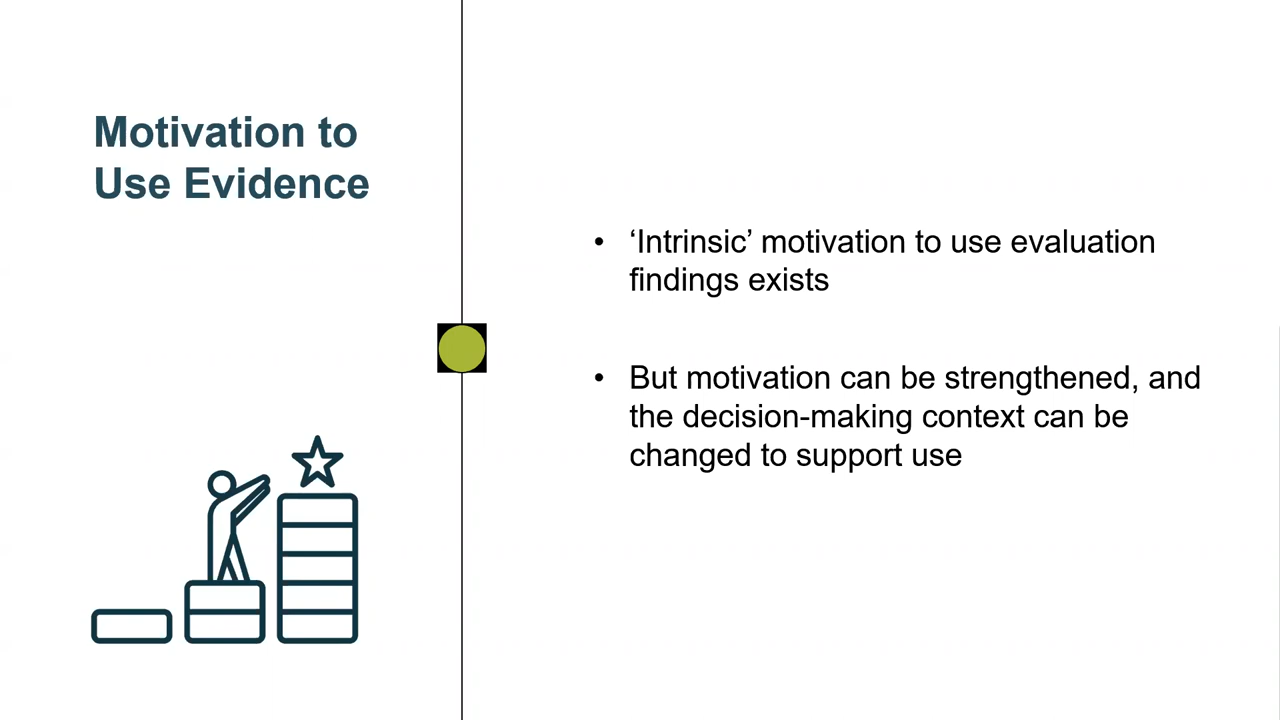 Motivation to
Use Evidence
• ‘Intrinsic’ motivation to use evaluation
findings exists
• But motivation can be strengthened, and
the decision-making context can be
changed to support use